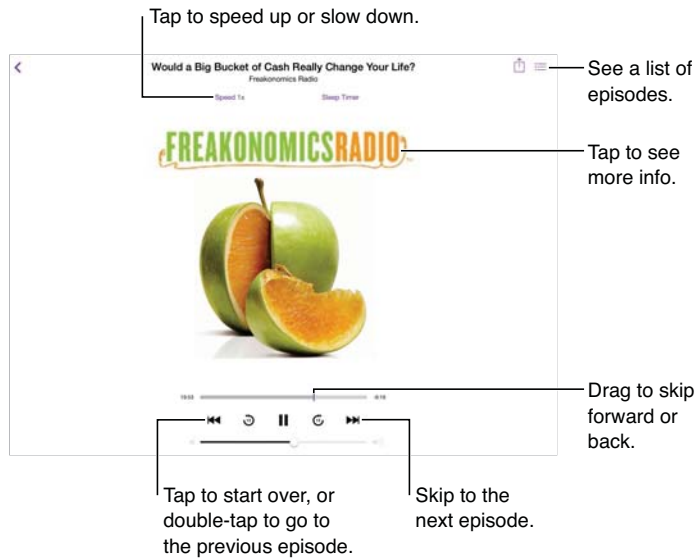 Tap to speed up or slow down.
Would a Big Bucket of Cash Really Change Your Life?
Freakonomics Radio
Speed 1x
Sleep Timer
See a list of
episodes.
FREAKONOMICSRADIO
Tap to see
more info.
Drag to skip
forward or
back.
Tap to start over, or
double-tap to go to
the previous episode.
Skip to the
next episode.